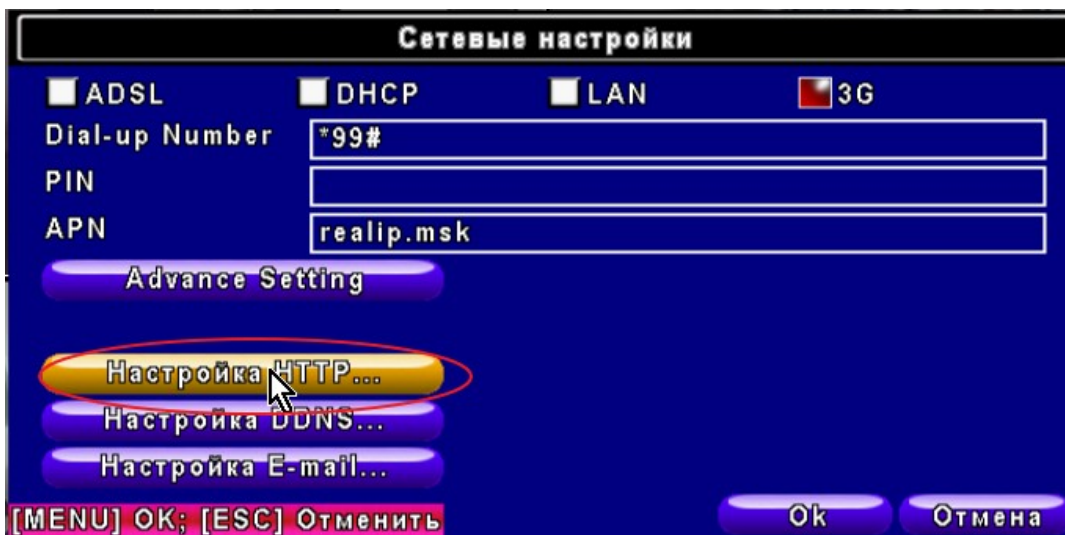 Сетевые настройки
ADSL DHCP LAN 3G
Dial-up Number *99#
PIN
APN realip.msk
Advance Setting
Настройка HTTP...
Настройка DDNS...
Настройка E-mail...
[MENU] OK; [ESC] Отменить Ok Отмена